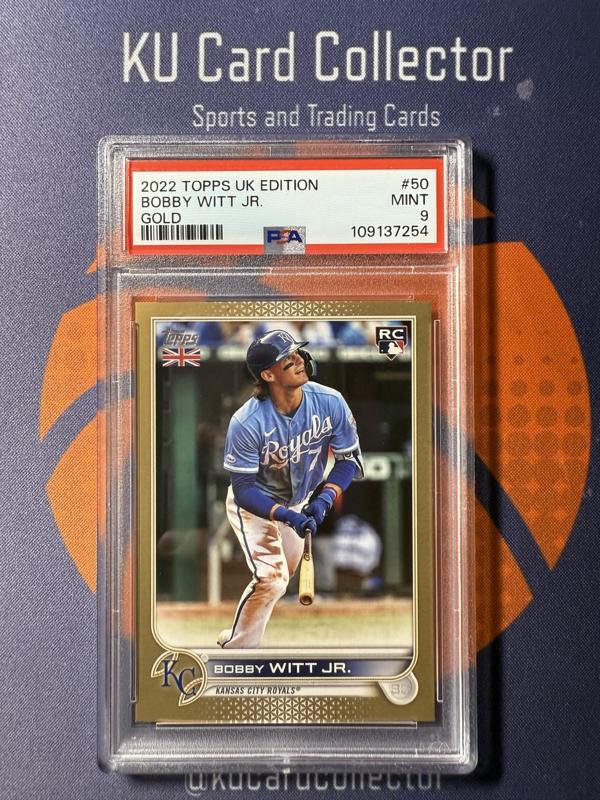 KU Card Collector
Sports and Trading Cards
2022 TOPPS UK EDITION #50
BOBBY WITT JR. MINT
GOLD 9
PSA
109137254
Topps
RC
Royals
7
KC
BOBBY WITT JR.
KANSAS CITY ROYALS®
@kucardcollector